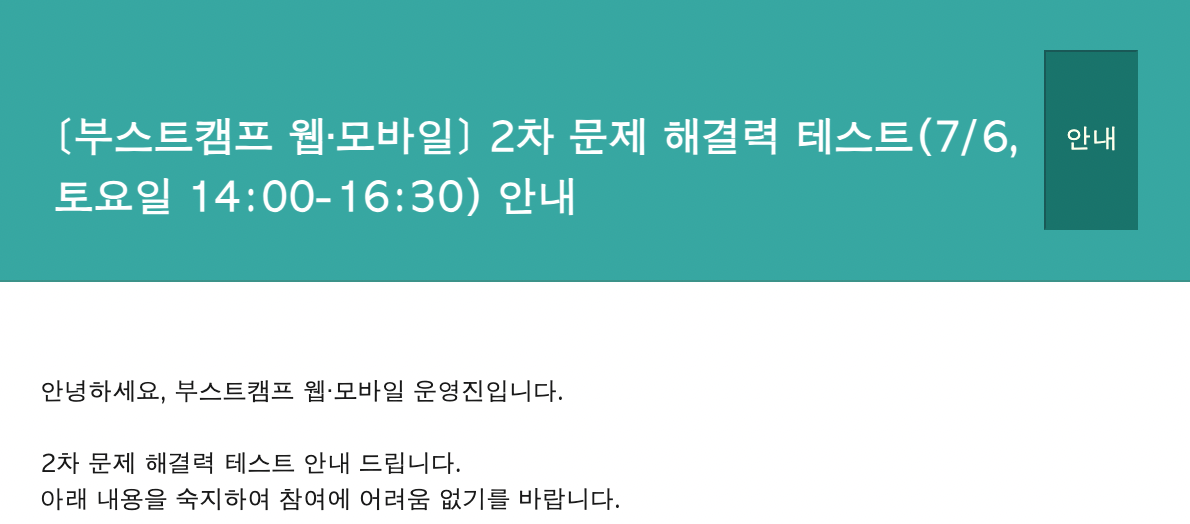 〔부스트캠프 웹·모바일〕 2차 문제 해결력 테스트(7/6,
토요일 14:00-16:30) 안내
안내
안녕하세요, 부스트캠프 웹·모바일 운영진입니다.
2차 문제 해결력 테스트 안내 드립니다.
아래 내용을 숙지하여 참여에 어려움 없기를 바랍니다.